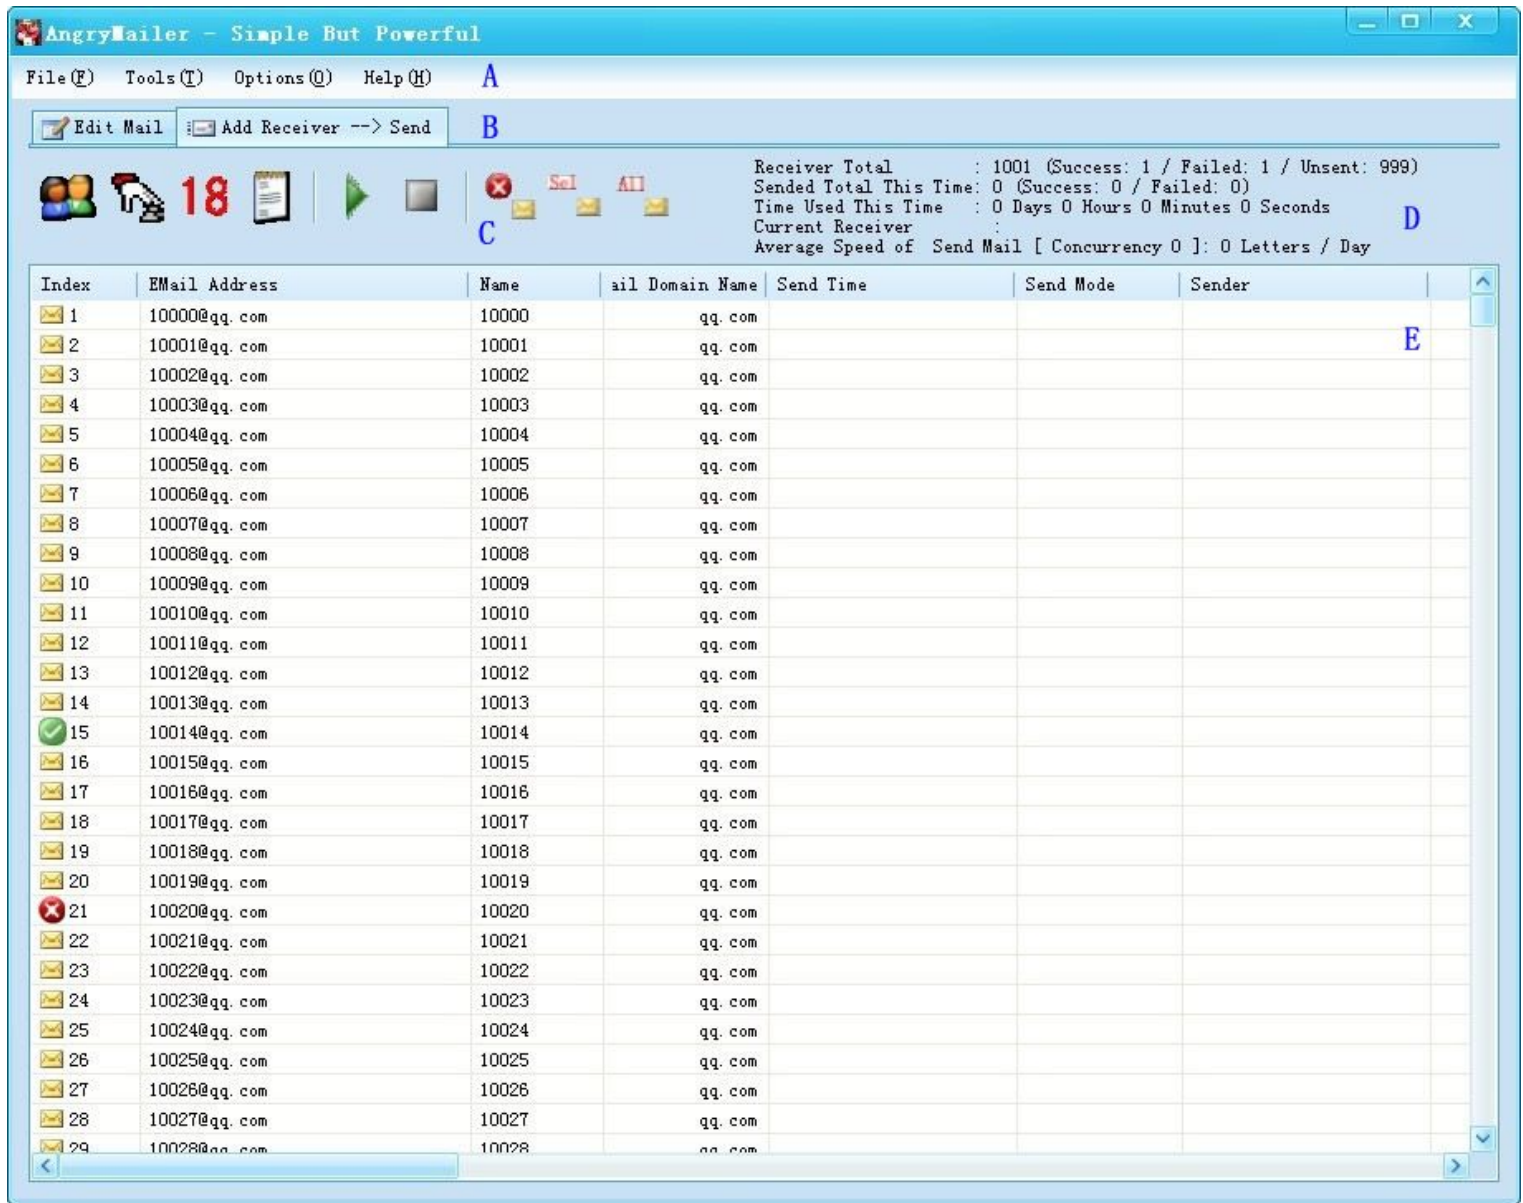 AngryMailer - Simple But Powerful
File(F) Tools(T) Options(O) Help(H) A
Edit Mail Add Receiver --> Send B
18 Sel All C
Receiver Total : 1001 (Success: 1 / Failed: 1 / Unsent: 999)
Sended Total This Time: 0 (Success: 0 / Failed: 0)
Time Used This Time : 0 Days 0 Hours 0 Minutes 0 Seconds
Current Receiver :
Average Speed of Send Mail [ Concurrency 0 ]: 0 Letters / Day
D
Index EMail Address Name ail Domain Name Send Time Send Mode Sender
1 10000@qq.com 10000 qq.com
E
2 10001@qq.com 10001 qq.com
3 10002@qq.com 10002 qq.com
4 10003@qq.com 10003 qq.com
5 10004@qq.com 10004 qq.com
6 10005@qq.com 10005 qq.com
7 10006@qq.com 10006 qq.com
8 10007@qq.com 10007 qq.com
9 10008@qq.com 10008 qq.com
10 10009@qq.com 10009 qq.com
11 10010@qq.com 10010 qq.com
12 10011@qq.com 10011 qq.com
13 10012@qq.com 10012 qq.com
14 10013@qq.com 10013 qq.com
15 10014@qq.com 10014 qq.com
16 10015@qq.com 10015 qq.com
17 10016@qq.com 10016 qq.com
18 10017@qq.com 10017 qq.com
19 10018@qq.com 10018 qq.com
20 10019@qq.com 10019 qq.com
21 10020@qq.com 10020 qq.com
22 10021@qq.com 10021 qq.com
23 10022@qq.com 10022 qq.com
24 10023@qq.com 10023 qq.com
25 10024@qq.com 10024 qq.com
26 10025@qq.com 10025 qq.com
27 10026@qq.com 10026 qq.com
28 10027@qq.com 10027 qq.com
29 10028@qq.com 10028 qq.com